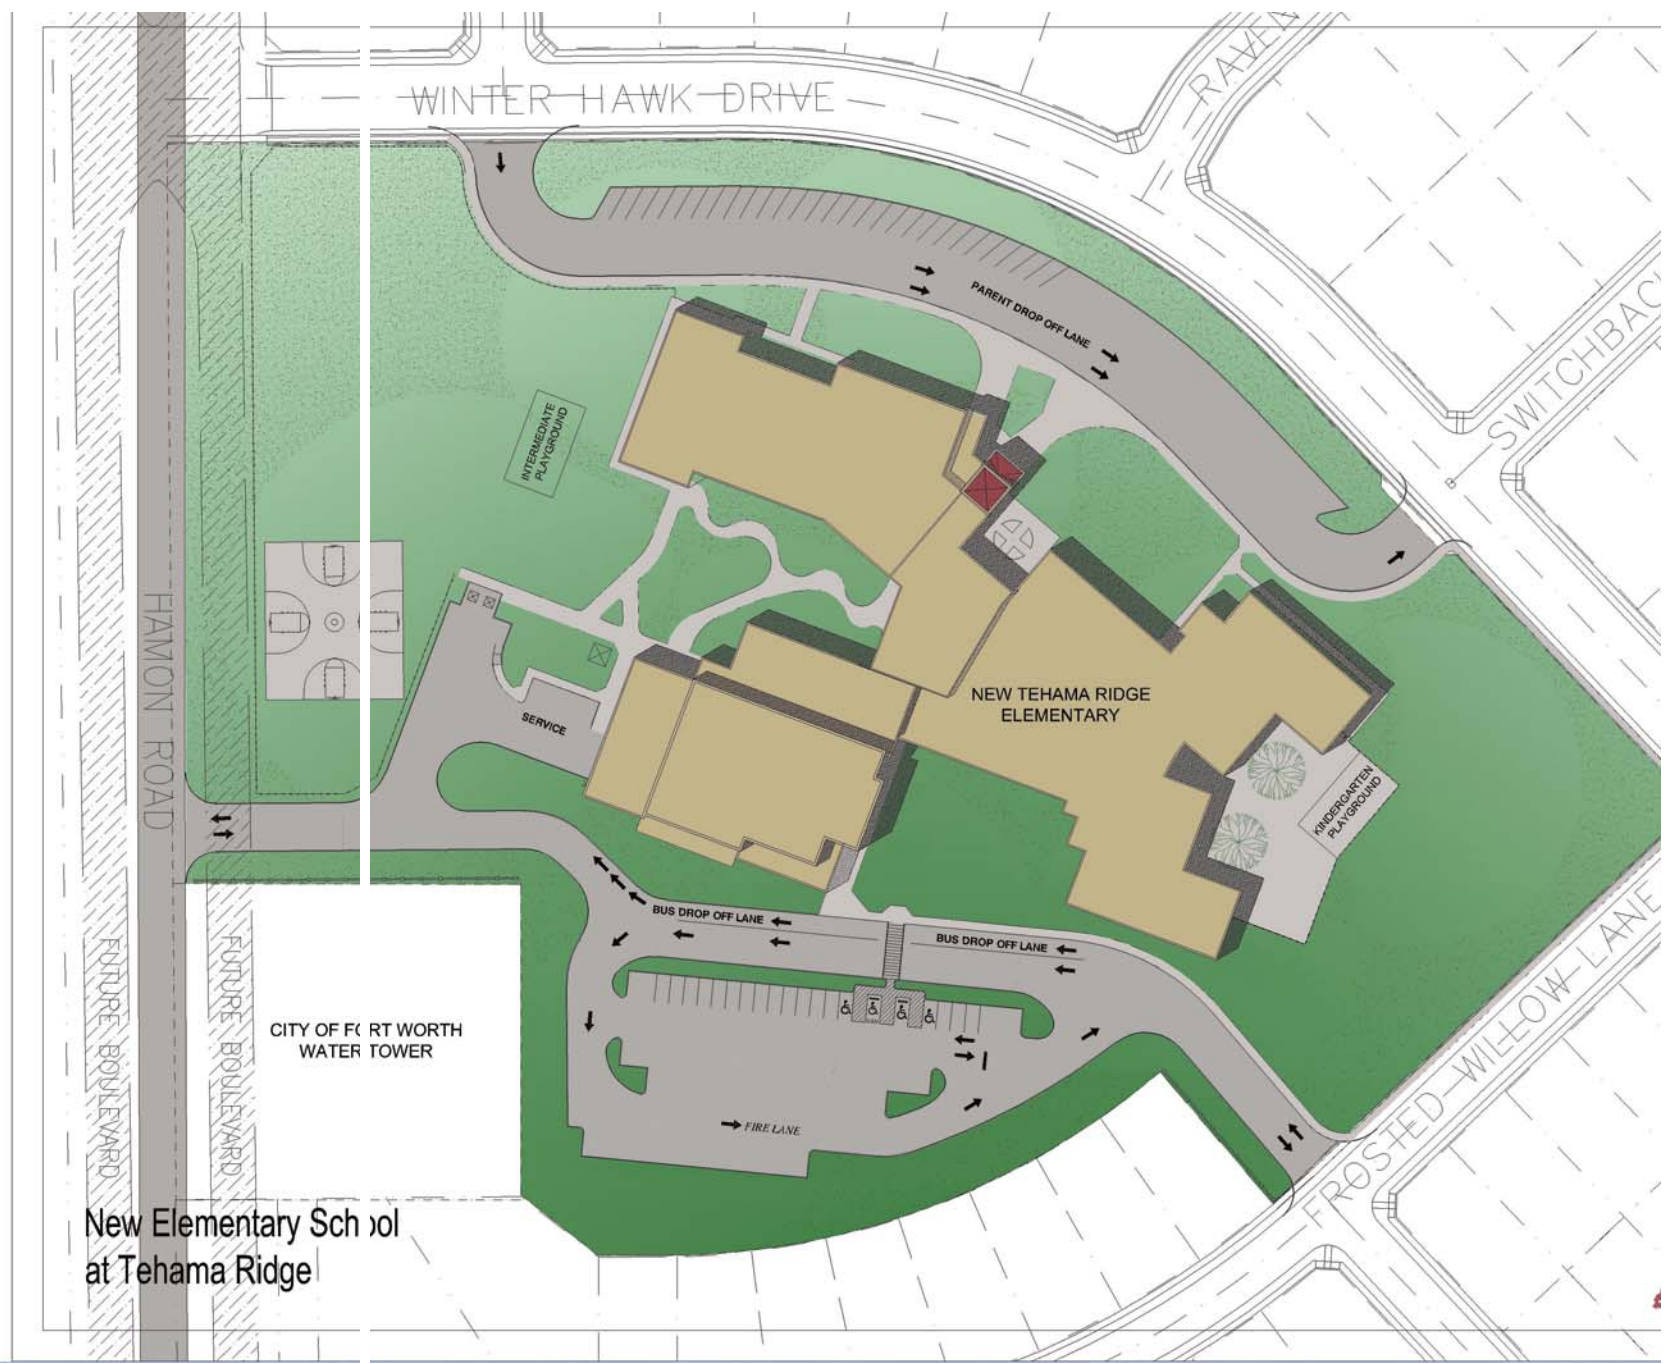 WINTER HAWK DRIVE
RAVEN
SWITCHBAC
PARENT DROP OFF LANE
INTERMEDIATE
PLAYGROUND
HAMON ROAD
SERVICE
NEW TEHAMA RIDGE
ELEMENTARY
KINDERGARTEN
PLAYGROUND
BUS DROP OFF LANE
BUS DROP OFF LANE
FROSTED WILLOW LANE
FUTURE BOULEVARD
FUTURE BOULEVARD
CITY OF FORT WORTH
WATER TOWER
FIRE LANE
New Elementary School
at Tehama Ridge